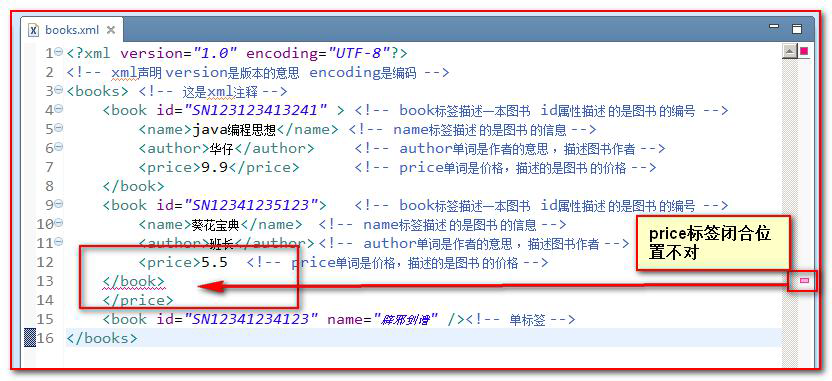 books.xml
1 <?xml version="1.0" encoding="UTF-8"?>
2 <!-- xml声明 version是版本的意思 encoding是编码 -->
3 <books> <!-- 这是xml注释 -->
4 <book id="SN123123413241" > <!-- book标签描述一本图书 id属性描述 的是图书 的编号 -->
5 <name>java编程思想</name> <!-- name标签描述 的是图书 的信息 -->
6 <author>华仔</author> <!-- author单词是作者的意思 ，描述图书作者 -->
7 <price>9.9</price> <!-- price单词是价格，描述的是图书 的价格 -->
8 </book>
9 <book id="SN12341235123"> <!-- book标签描述一本图书 id属性描述 的是图书 的编号 -->
10 <name>葵花宝典</name> <!-- name标签描述 的是图书 的信息 -->
11 <author>班长</author><!-- author单词是作者的意思 ，描述图书作者 -->
12 <price>5.5 <!-- price单词是价格，描述的是图书 的价格 -->
13 </book>
14 </price>
15 <book id="SN12341234123" name="辟邪剑谱" /><!-- 单标签 -->
16 </books>
price标签闭合位
置不对